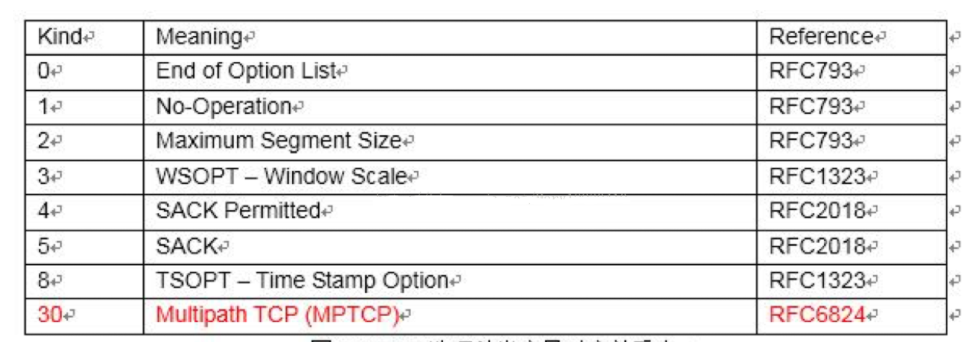 Kind Meaning Reference
0 End of Option List RFC793
1 No-Operation RFC793
2 Maximum Segment Size RFC793
3 WSOPT – Window Scale RFC1323
4 SACK Permitted RFC2018
5 SACK RFC2018
8 TSOPT – Time Stamp Option RFC1323
30 Multipath TCP (MPTCP) RFC6824